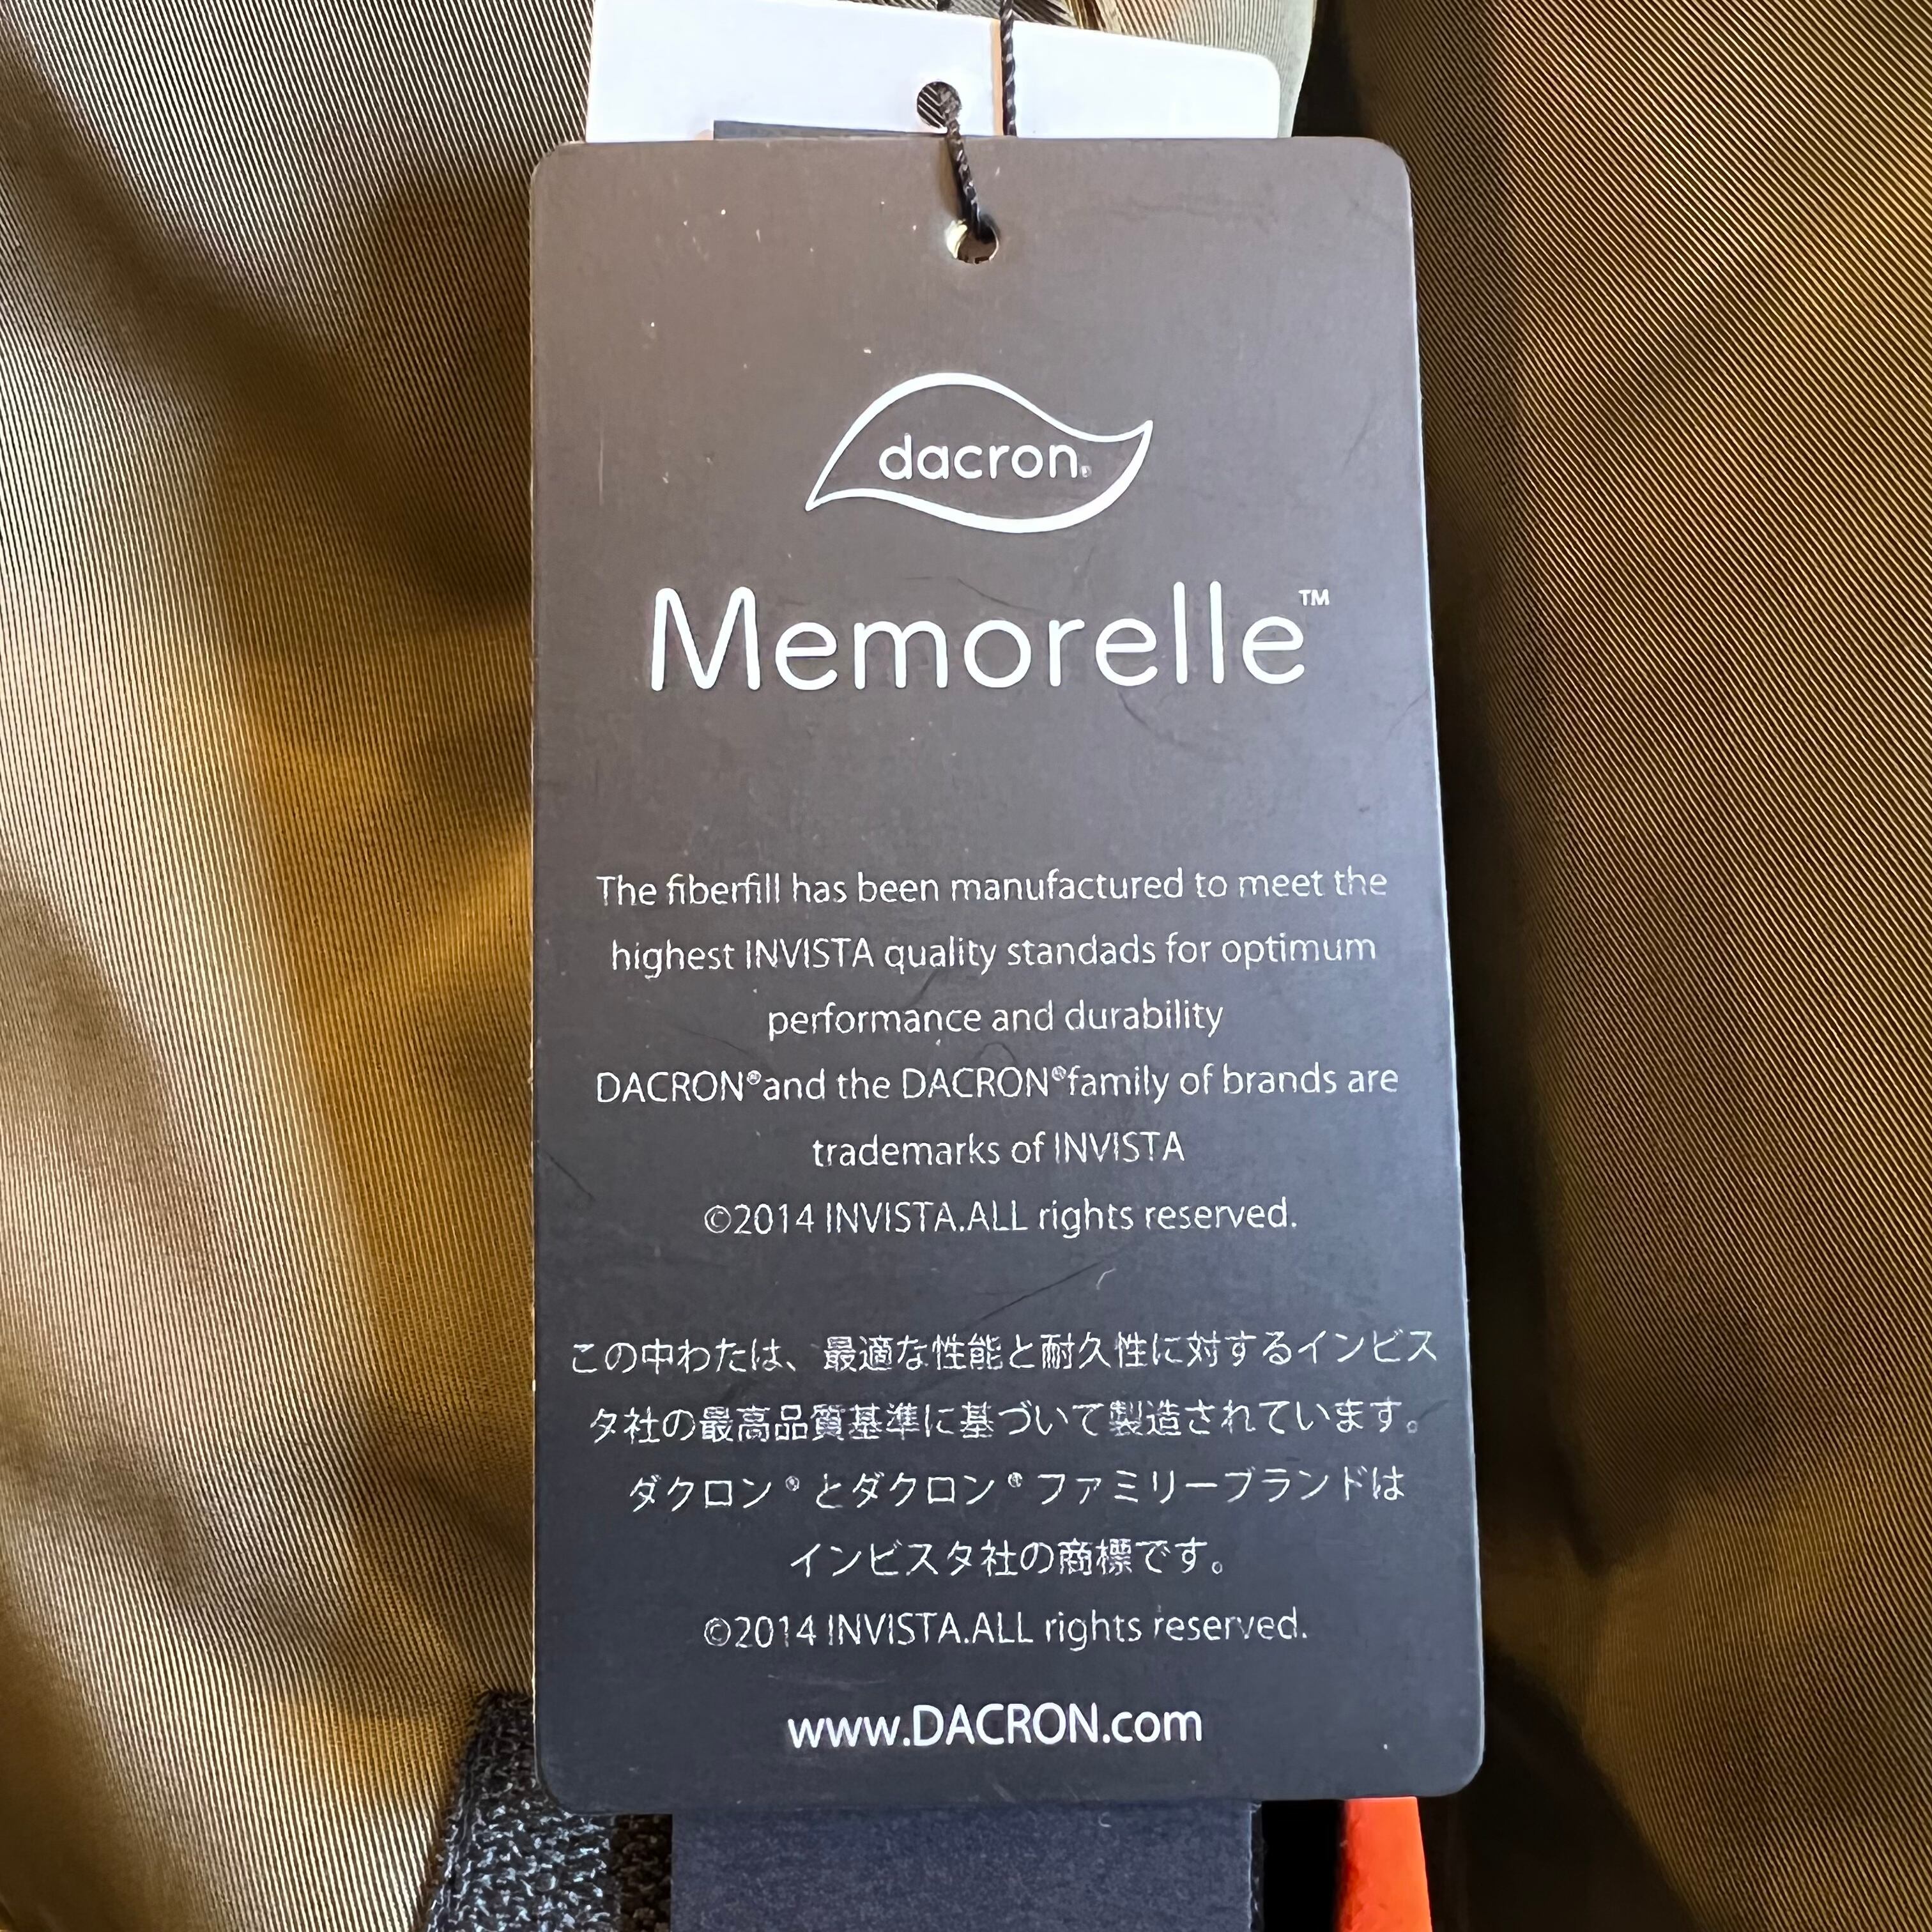 dacron®
Memorelle™
The fiberfill has been manufactured to meet the
highest INVISTA quality standads for optimum
performance and durability
DACRON®and the DACRON®family of brands are
trademarks of INVISTA
©2014 INVISTA.ALL rights reserved.
この中わたは、最適な性能と耐久性に対するインビス
タ社の最高品質基準に基づいて製造されています。
ダクロン®とダクロン®ファミリーブランドは
インビスタ社の商標です。
©2014 INVISTA.ALL rights reserved.
www.DACRON.com